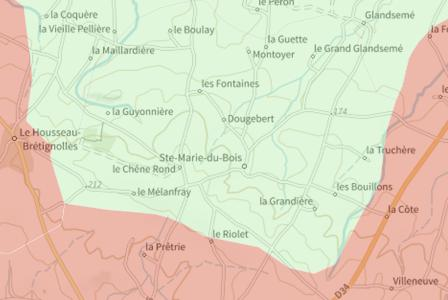 le Peron
la Coquère
Glandsemé
la Vieille Pellière
le Boulay
la Guette
la Maillardière
Montoyer
le Grand Glandsemé
les Fontaines
la Guyonnière
174
Dougebert
Le Housseau-
Brétignolles
Ste-Marie-du-Bois
la Truchère
le Chêne Rond
212
le Mélanfray
les Bouillons
la Grandière
la Côte
le Riolet
la Prêtrie
Villeneuve
D34